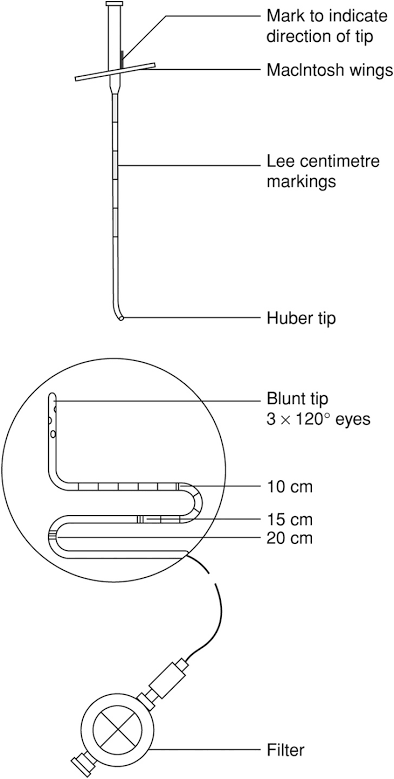 Mark to indicate
direction of tip
MacIntosh wings
Lee centimetre
markings
Huber tip
Blunt tip
3 × 120° eyes
10 cm
15 cm
20 cm
Filter